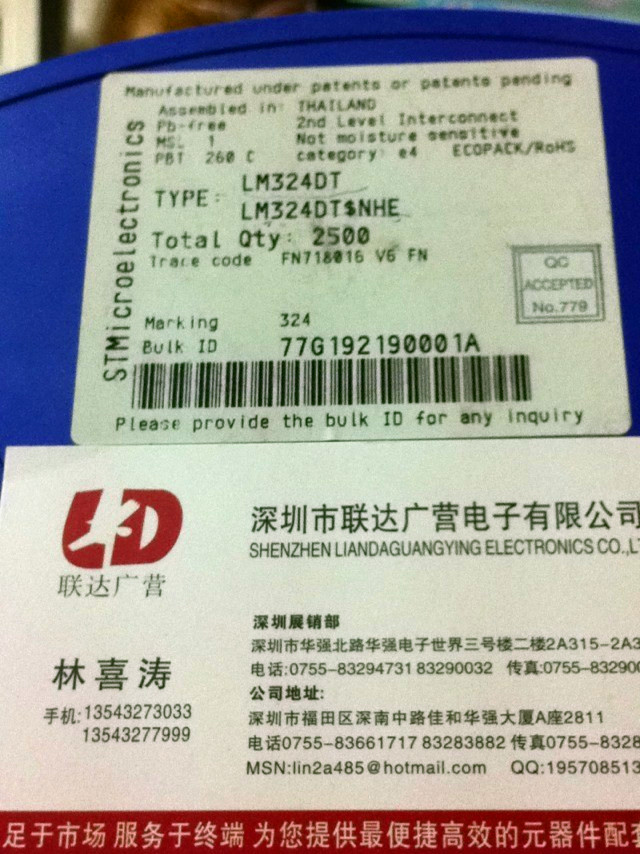 Manufactured under patents or patents pending
Assembled in: THAILAND
Pb-free 2nd Level Interconnect
MSL 1 Not moisture sensitive
PBT 260 C category: e4 ECOPACK/RoHS
TYPE: LM324DT
LM324DT$NHE
Total Qty: 2500
Trace code FN718016 V6 FN
QC
ACCEPTED
No.779
Marking 324
Bulk ID 77G192190001A
STMicroelectronics
Please provide the bulk ID for any inquiry
联达广营
深圳市联达广营电子有限公司
SHENZHEN LIANDAGUANGYING ELECTRONICS CO.,LT
林喜涛
手机:13543273033
13543277999
深圳展销部
深圳市华强北路华强电子世界三号楼二楼2A315-2A3
电话:0755-83294731 83290032 传真:0755-83290
公司地址:
深圳市福田区深南中路佳和华强大厦A座2811
电话0755-83661717 83283882 传真0755-8328
MSN:lin2a485@hotmail.com QQ:195708513
足于市场 服务于终端 为您提供最便捷高效的元器件配套